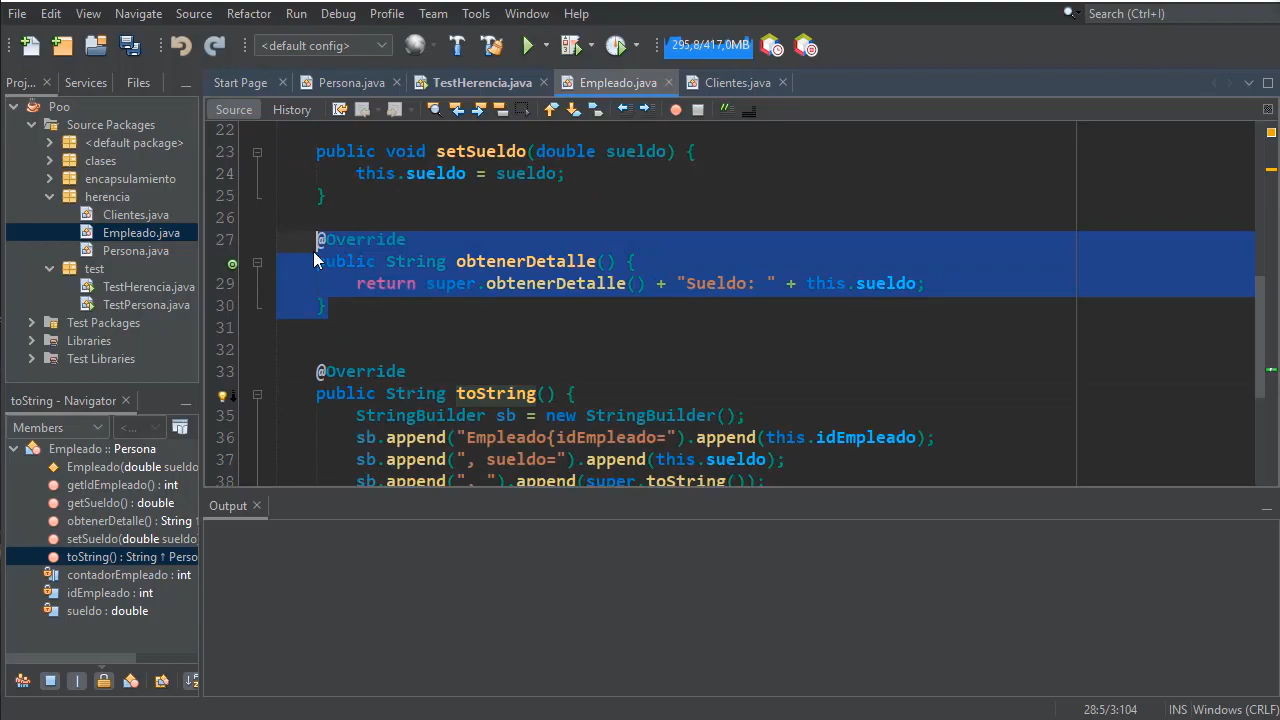 File Edit View Navigate Source Refactor Run Debug Profile Team Tools Window Help Search (Ctrl+I)
<default config> 295,8/417,0MB
Proj... Services Files Start Page Persona.java TestHerencia.java Empleado.java Clientes.java
Poo
Source Packages
<default package>
clases
encapsulamiento
herencia
Clientes.java
Empleado.java
Persona.java
test
TestHerencia.java
TestPersona.java
Test Packages
Libraries
Test Libraries
Source History
22
23 public void setSueldo(double sueldo) {
24 this.sueldo = sueldo;
25 }
26
27 @Override
public String obtenerDetalle() {
29 return super.obtenerDetalle() + "Sueldo: " + this.sueldo;
30 }
31
32
33 @Override
public String toString() {
35 StringBuilder sb = new StringBuilder();
36 sb.append("Empleado{idEmpleado=").append(this.idEmpleado);
37 sb.append(", sueldo=").append(this.sueldo);
38 sb.append(", ").append(super.toString());
toString() - Navigator
Members <...
Empleado :: Persona
Empleado(double sueldo
getIdEmpleado() : int
getSueldo() : double
obtenerDetalle() : String ↑
setSueldo(double sueldo)
toString() : String ↑ Perso
contadorEmpleado : int
idEmpleado : int
sueldo : double
Output
28:5/3:104 INS Windows (CRLF)